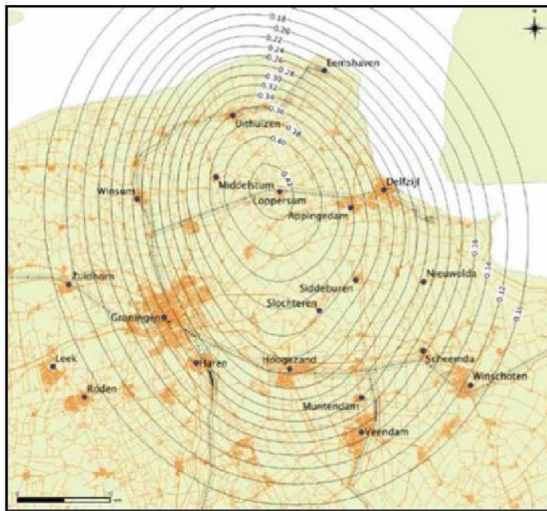 0.18
0.20
0.22
0.24
0.26
0.28
0.30
0.32
0.34
0.36
0.38
0.40
0.42
Eemshaven
Uithuizen
Middelstum
Delfzijl
Winsum
Loppersum
Appingedam
0.16
0.14
0.12
0.10
Zuidhorn
Siddeburen
Nieuwolda
Slochteren
Groningen
Scheemda
Leek
Haren
Hoogezand
Winschoten
Roden
Muntendam
Veendam